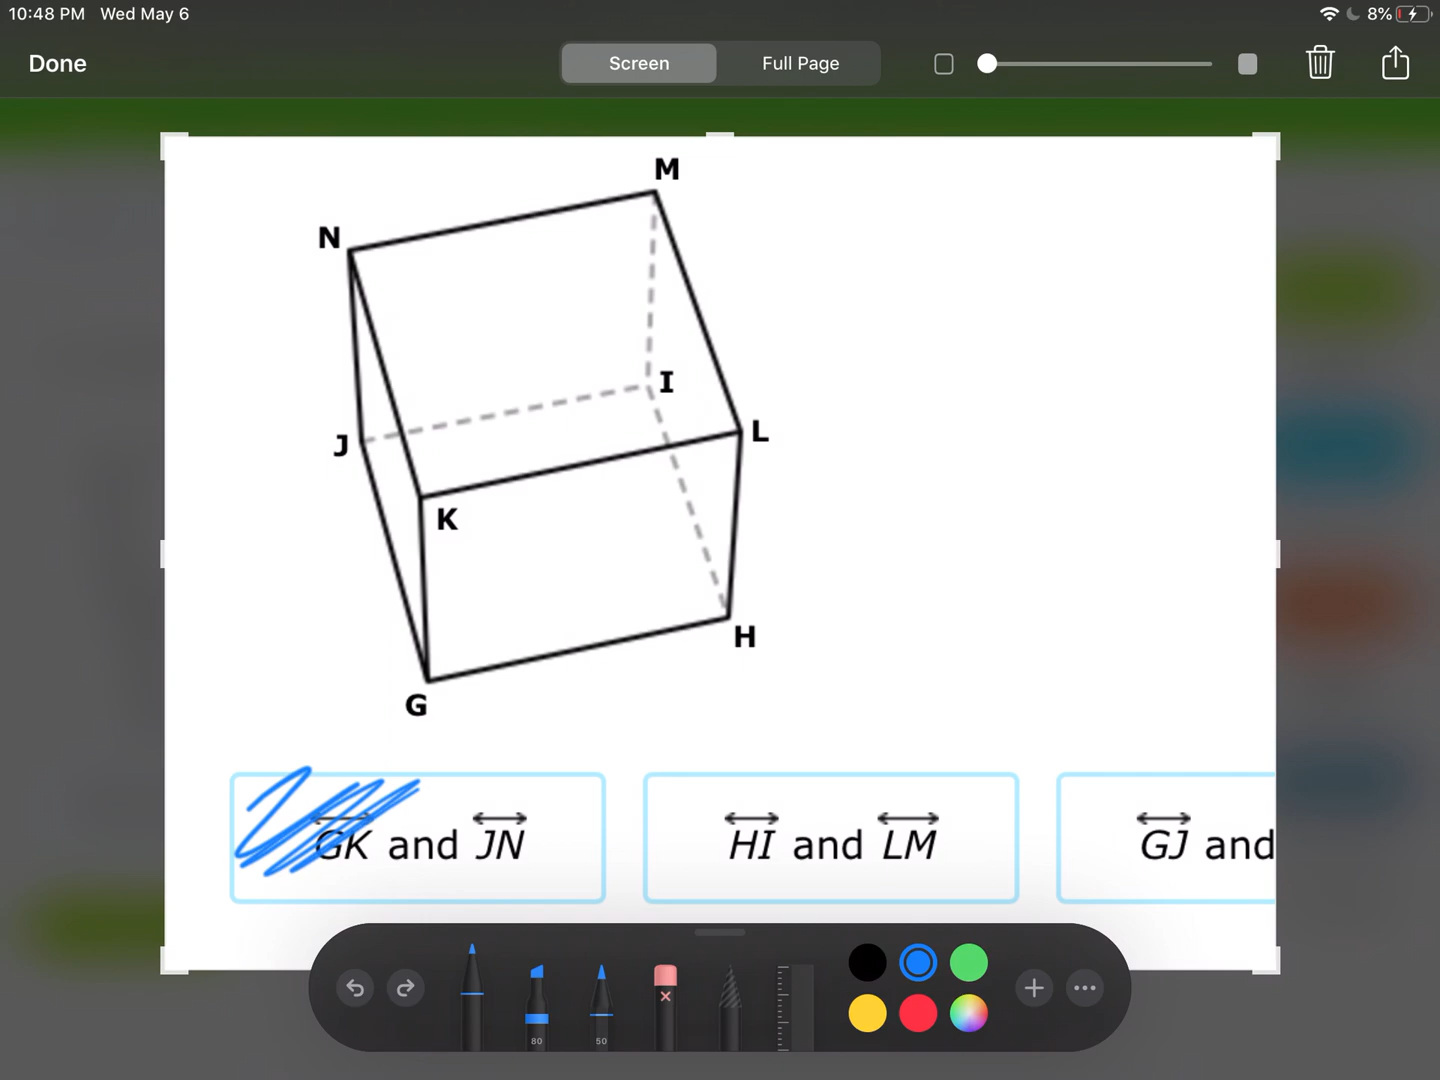 10:48 PM Wed May 6
8%
Done
Screen
Full Page
M
N
I
J
L
K
H
G
GK and JN
HI and LM
GJ and
80
50